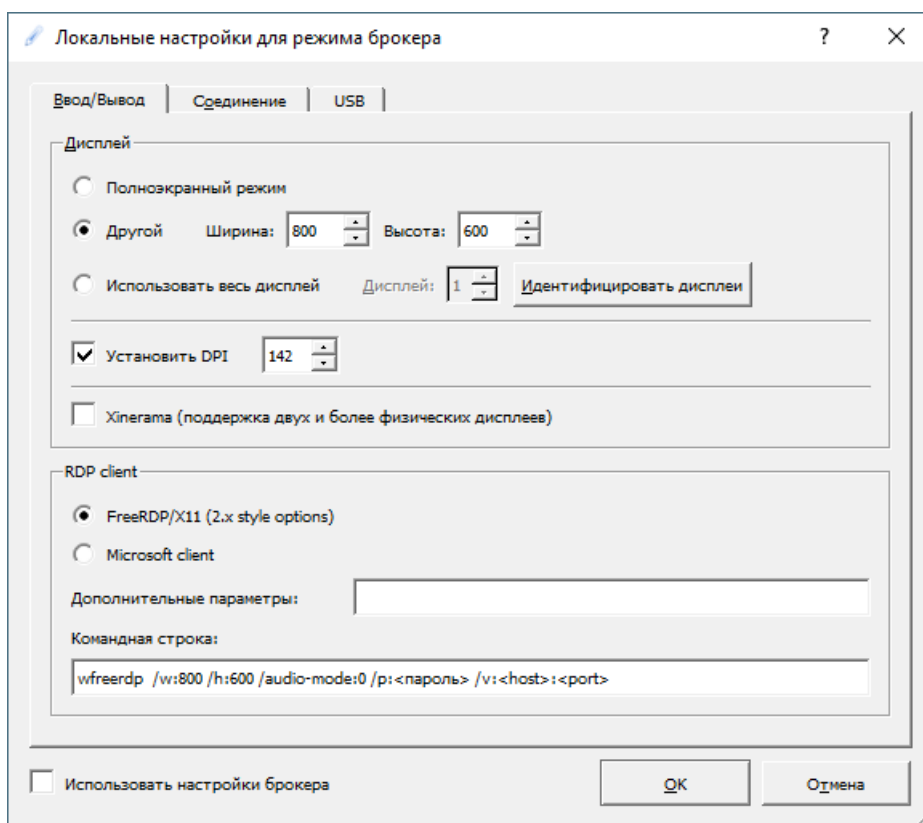 Локальные настройки для режима брокера ?
Ввод/Вывод Соединение USB
Дисплей
Полноэкранный режим
Другой Ширина: 800 Высота: 600
Использовать весь дисплей Дисплей: 1 Идентифицировать дисплеи
Установить DPI 142
Xinerama (поддержка двух и более физических дисплеев)
RDP client
FreeRDP/X11 (2.x style options)
Microsoft client
Дополнительные параметры:
Командная строка:
wfreerdp /w:800 /h:600 /audio-mode:0 /p:<пароль> /v:<host>:<port>
Использовать настройки брокера OK Отмена